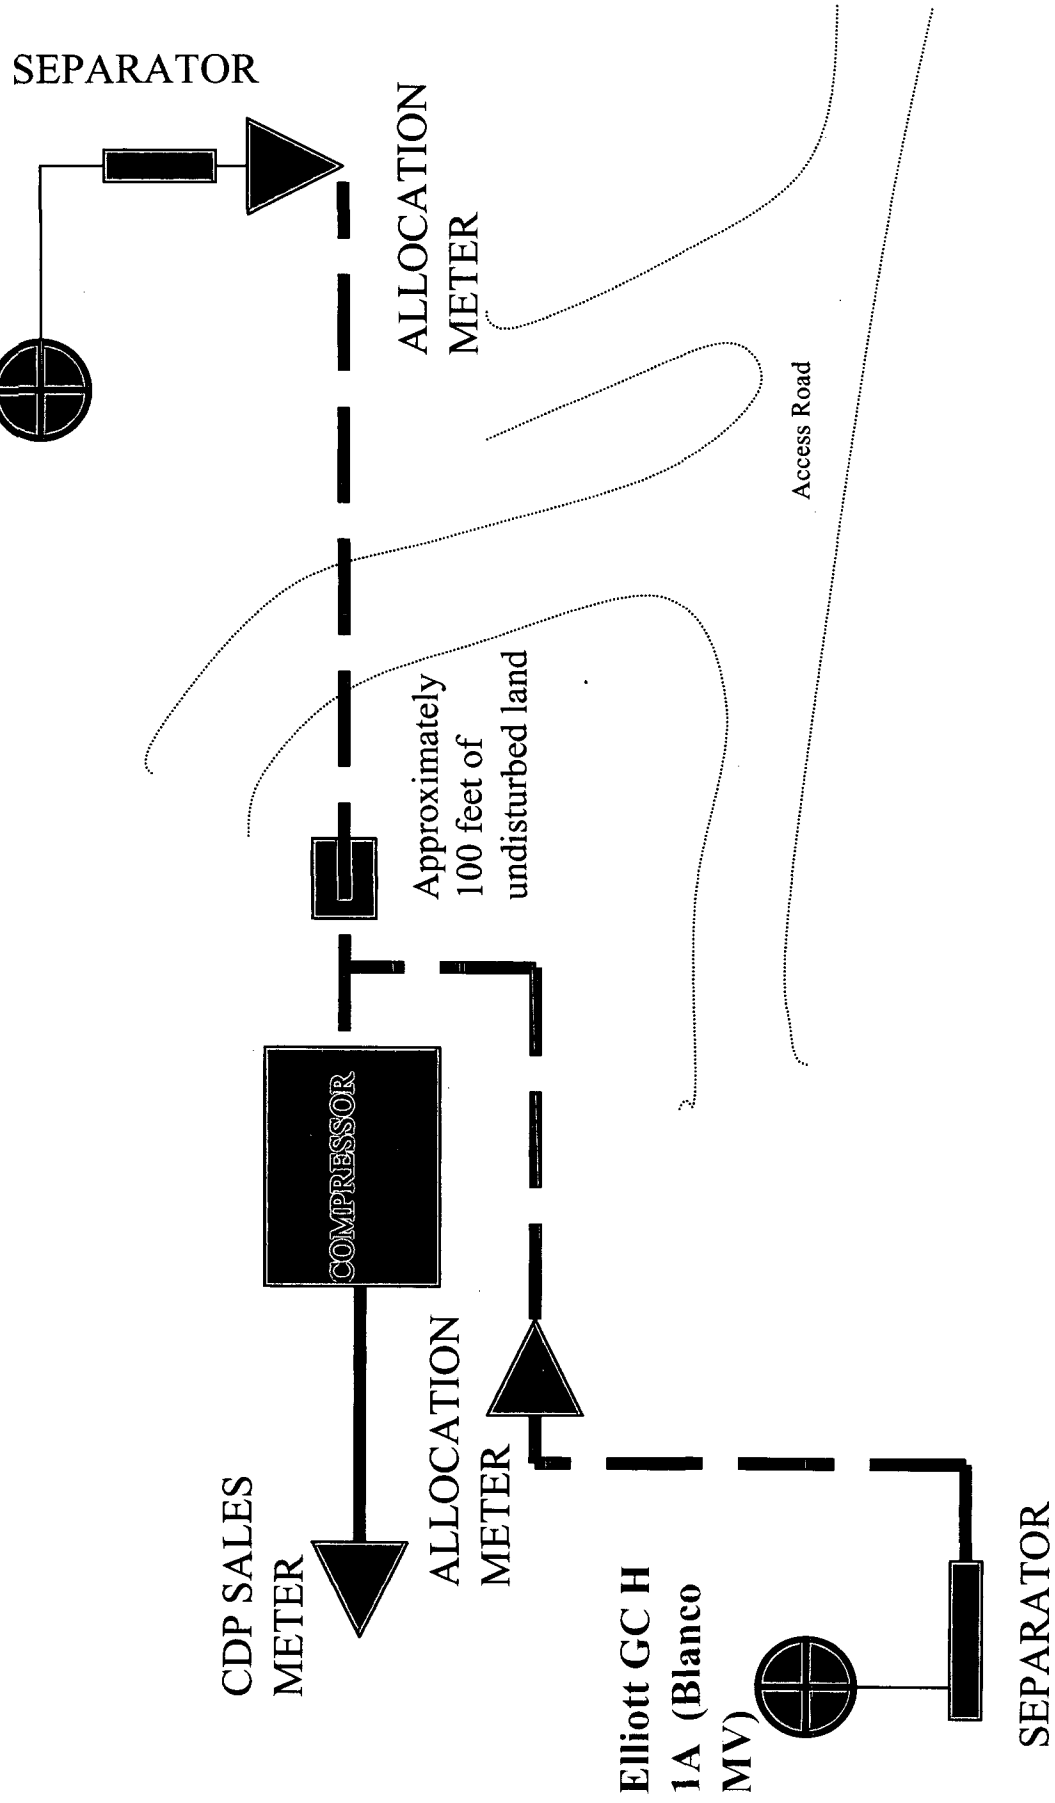 SEPARATOR
ALLOCATION
METER
Access Road
Approximately
100 feet of
undisturbed land
COMPRESSOR
CDP SALES
METER
ALLOCATION
METER
Elliott GC H
1A (Blanco
MV)
SEPARATOR